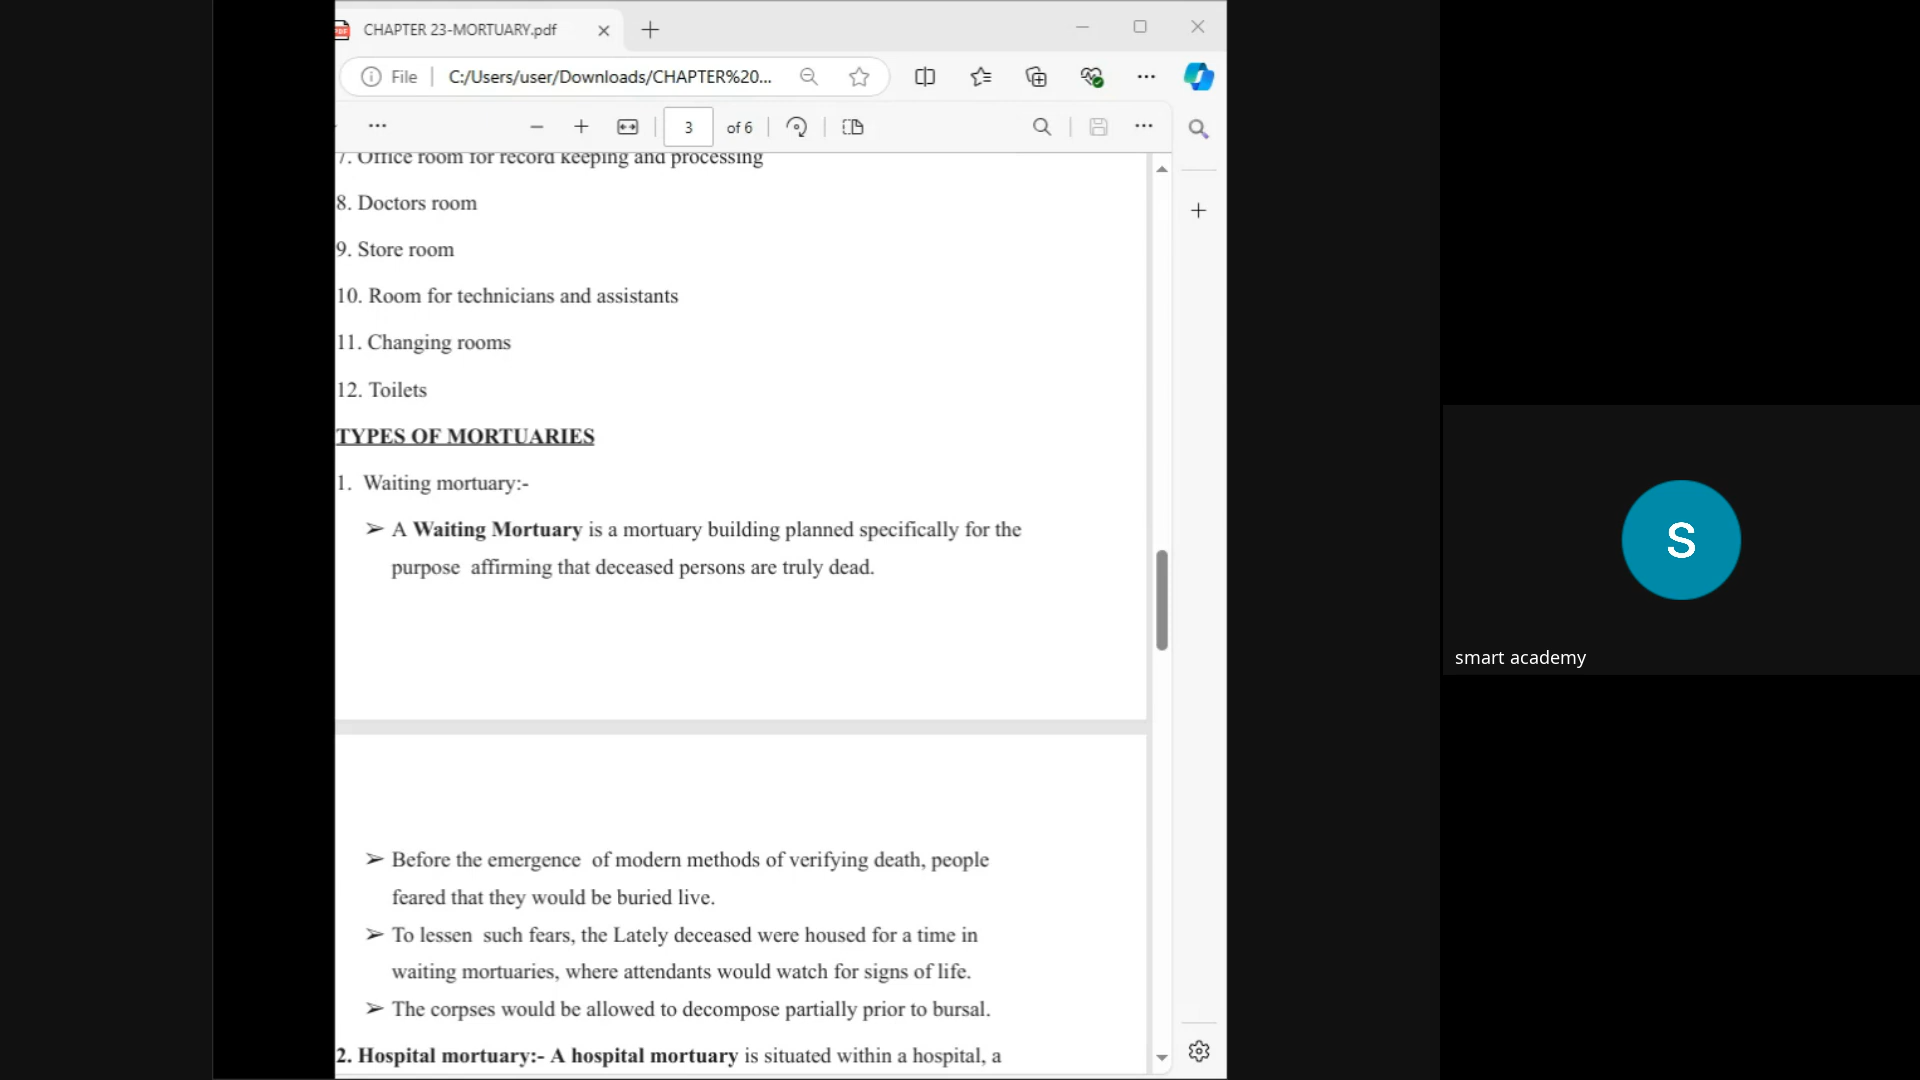 CHAPTER 23-MORTUARY.pdf
File C:/Users/user/Downloads/CHAPTER%20...
3 of 6
7. Office room for record keeping and processing
8. Doctors room
9. Store room
10. Room for technicians and assistants
11. Changing rooms
12. Toilets
TYPES OF MORTUARIES
1. Waiting mortuary:-
➢ A Waiting Mortuary is a mortuary building planned specifically for the
purpose affirming that deceased persons are truly dead.
➢ Before the emergence of modern methods of verifying death, people
feared that they would be buried live.
➢ To lessen such fears, the Lately deceased were housed for a time in
waiting mortuaries, where attendants would watch for signs of life.
➢ The corpses would be allowed to decompose partially prior to bursal.
2. Hospital mortuary:- A hospital mortuary is situated within a hospital, a
S
smart academy